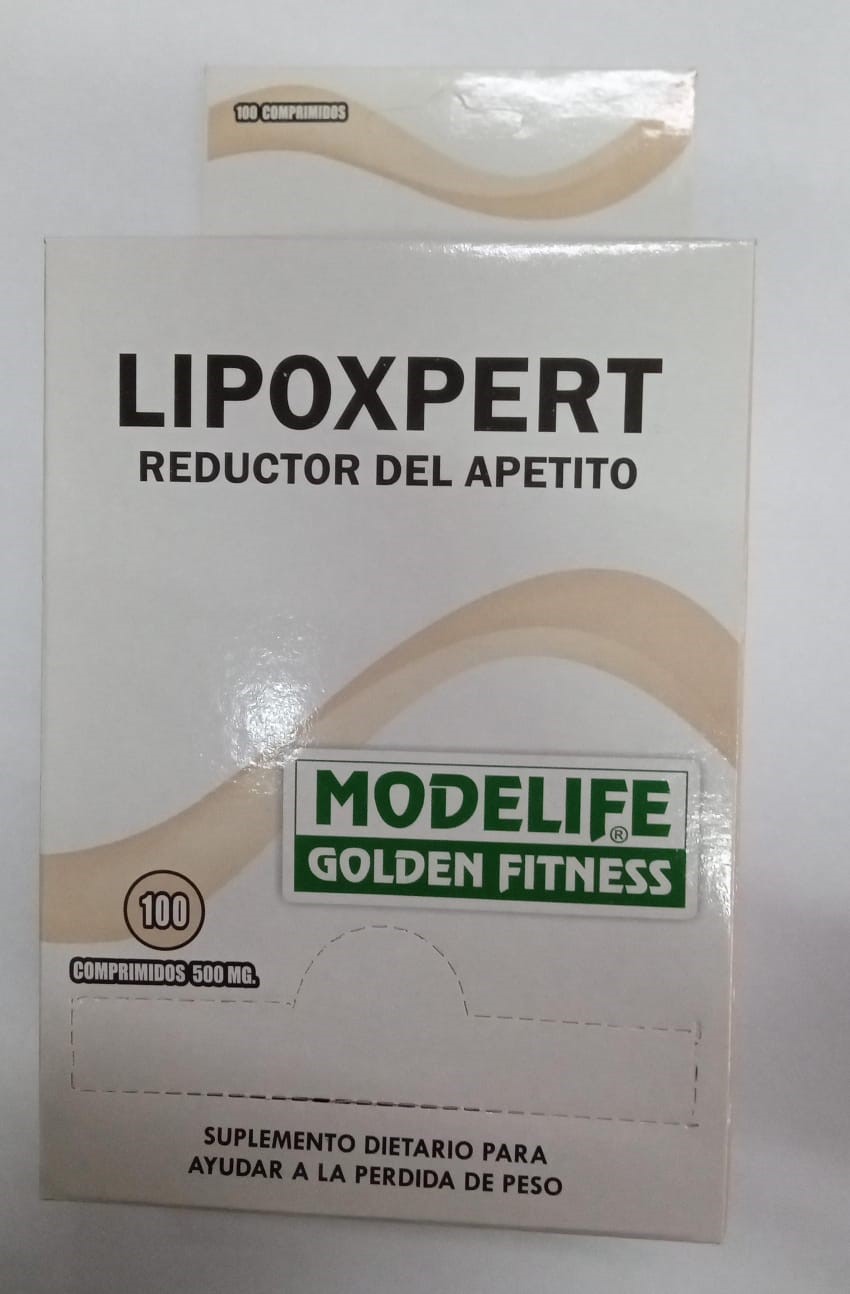 100 COMPRIMIDOS
LIPOXPERT
REDUCTOR DEL APETITO
MODELIFE
®
GOLDEN FITNESS
100
COMPRIMIDOS 500 MG.
SUPLEMENTO DIETARIO PARA
AYUDAR A LA PERDIDA DE PESO